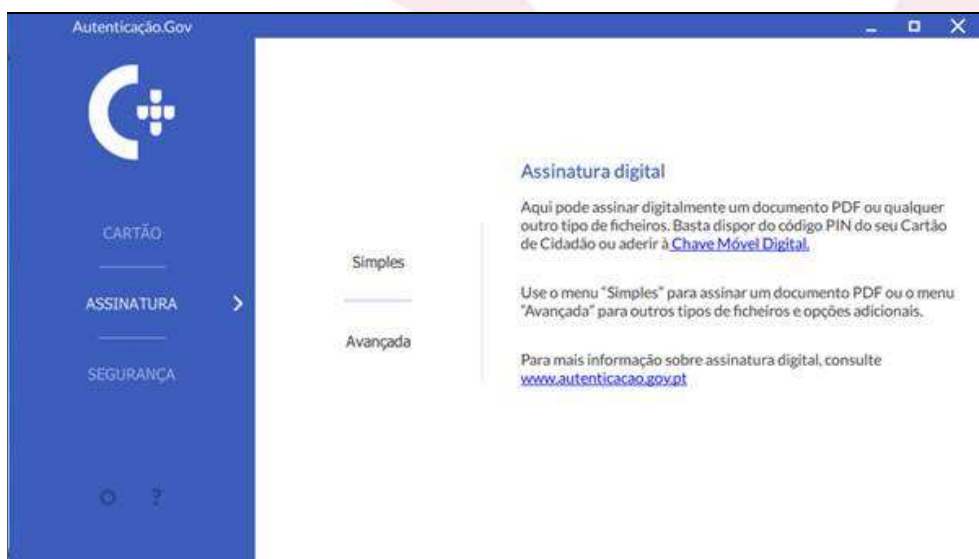 Autenticação.Gov
CARTÃO
ASSINATURA
SEGURANÇA
?
Simples
Avançada
Assinatura digital
Aqui pode assinar digitalmente um documento PDF ou qualquer
outro tipo de ficheiros. Basta dispor do código PIN do seu Cartão
de Cidadão ou aderir à Chave Móvel Digital.
Use o menu "Simples" para assinar um documento PDF ou o menu
"Avançada" para outros tipos de ficheiros e opções adicionais.
Para mais informação sobre assinatura digital, consulte
www.autenticacao.gov.pt